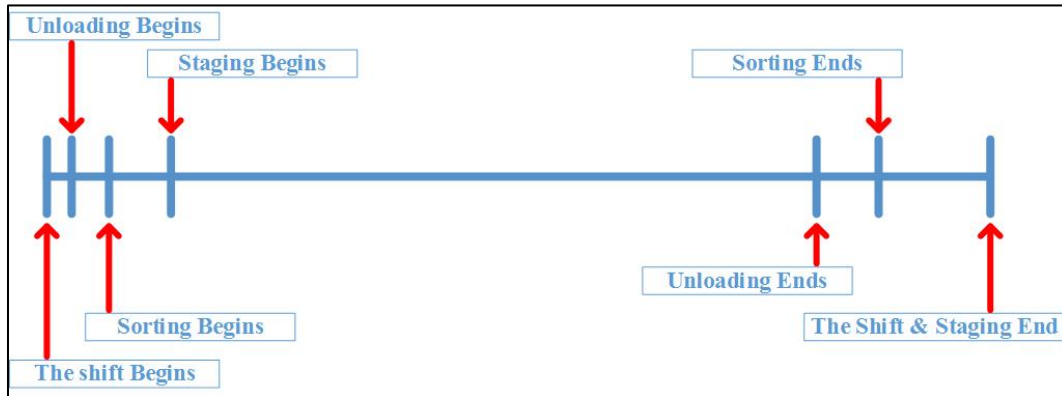 Unloading Begins
Staging Begins
Sorting Ends
Unloading Ends
Sorting Begins
The Shift & Staging End
The shift Begins